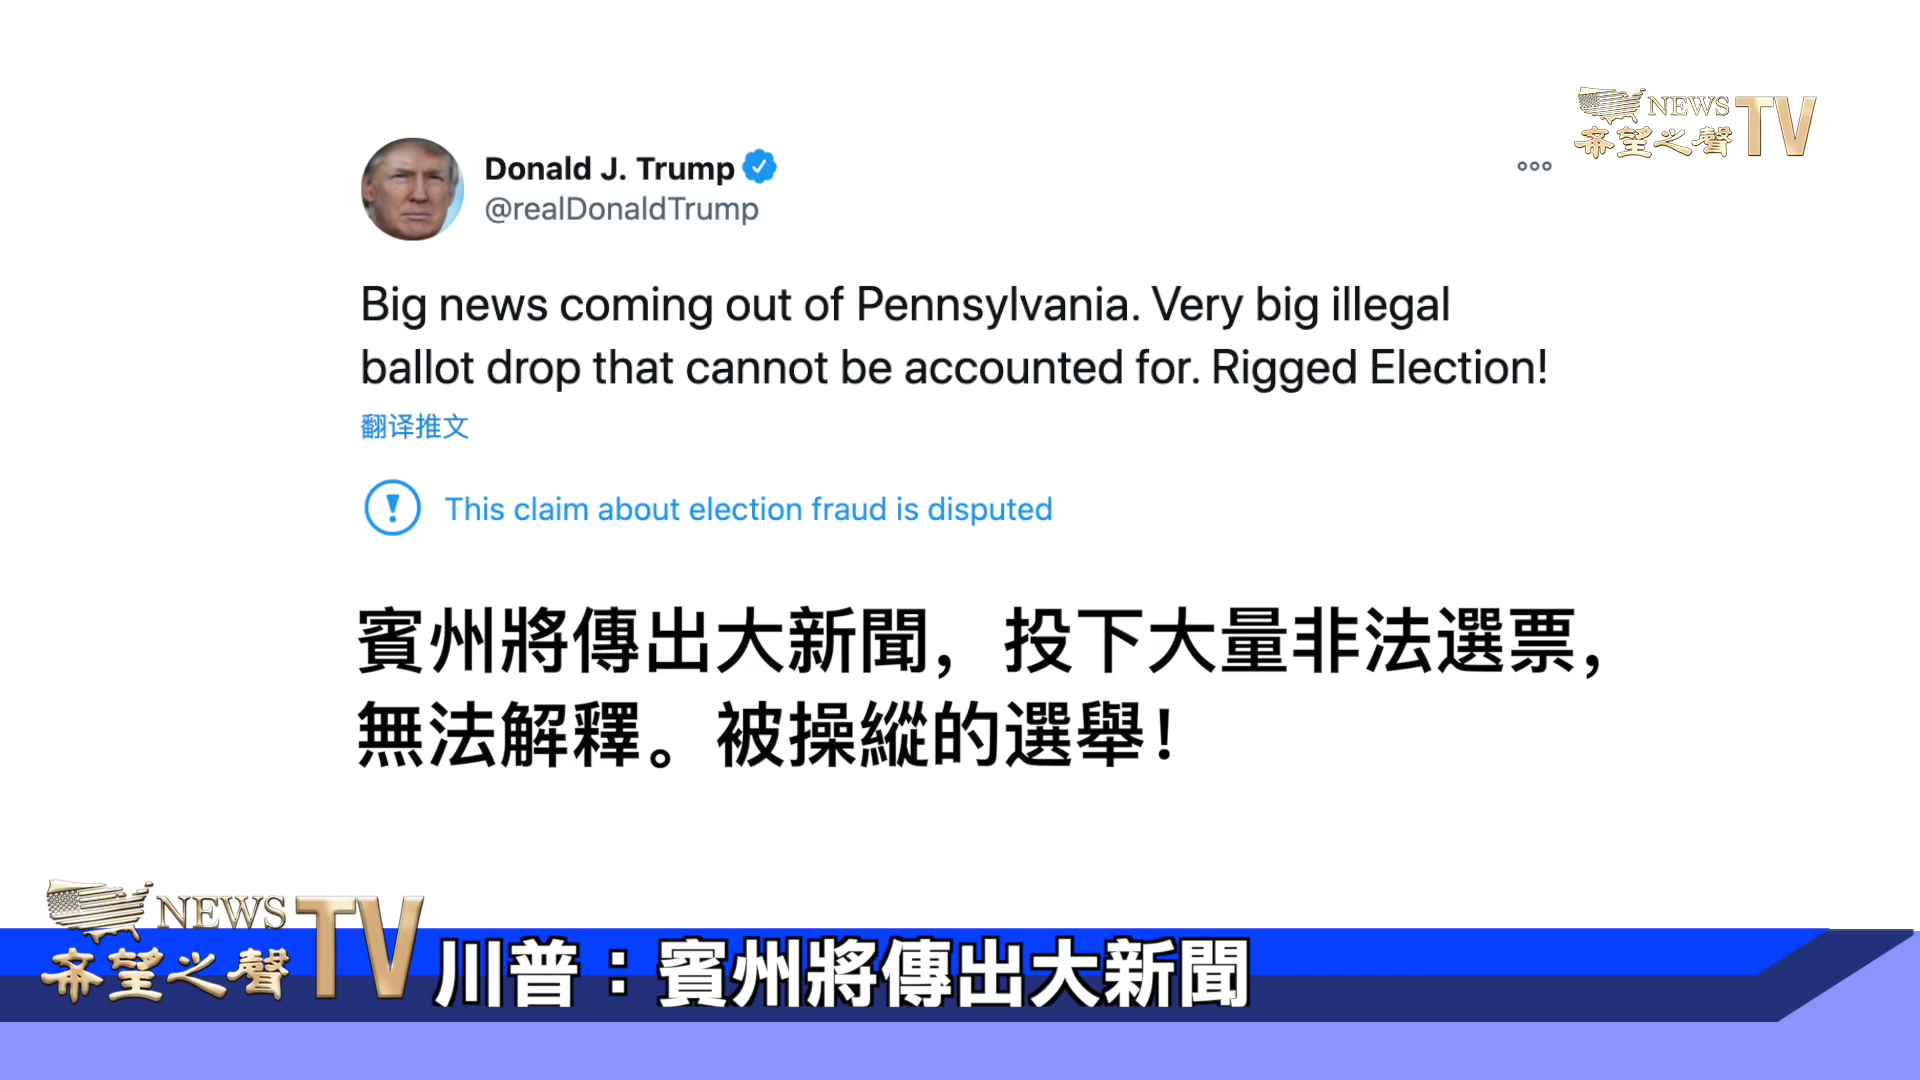 NEWS
希望之聲 TV
Donald J. Trump
@realDonaldTrump
Big news coming out of Pennsylvania. Very big illegal
ballot drop that cannot be accounted for. Rigged Election!
翻译推文
This claim about election fraud is disputed
賓州將傳出大新聞，投下大量非法選票，
無法解釋。被操縱的選舉！
NEWS
希望之聲 TV
川普：賓州將傳出大新聞